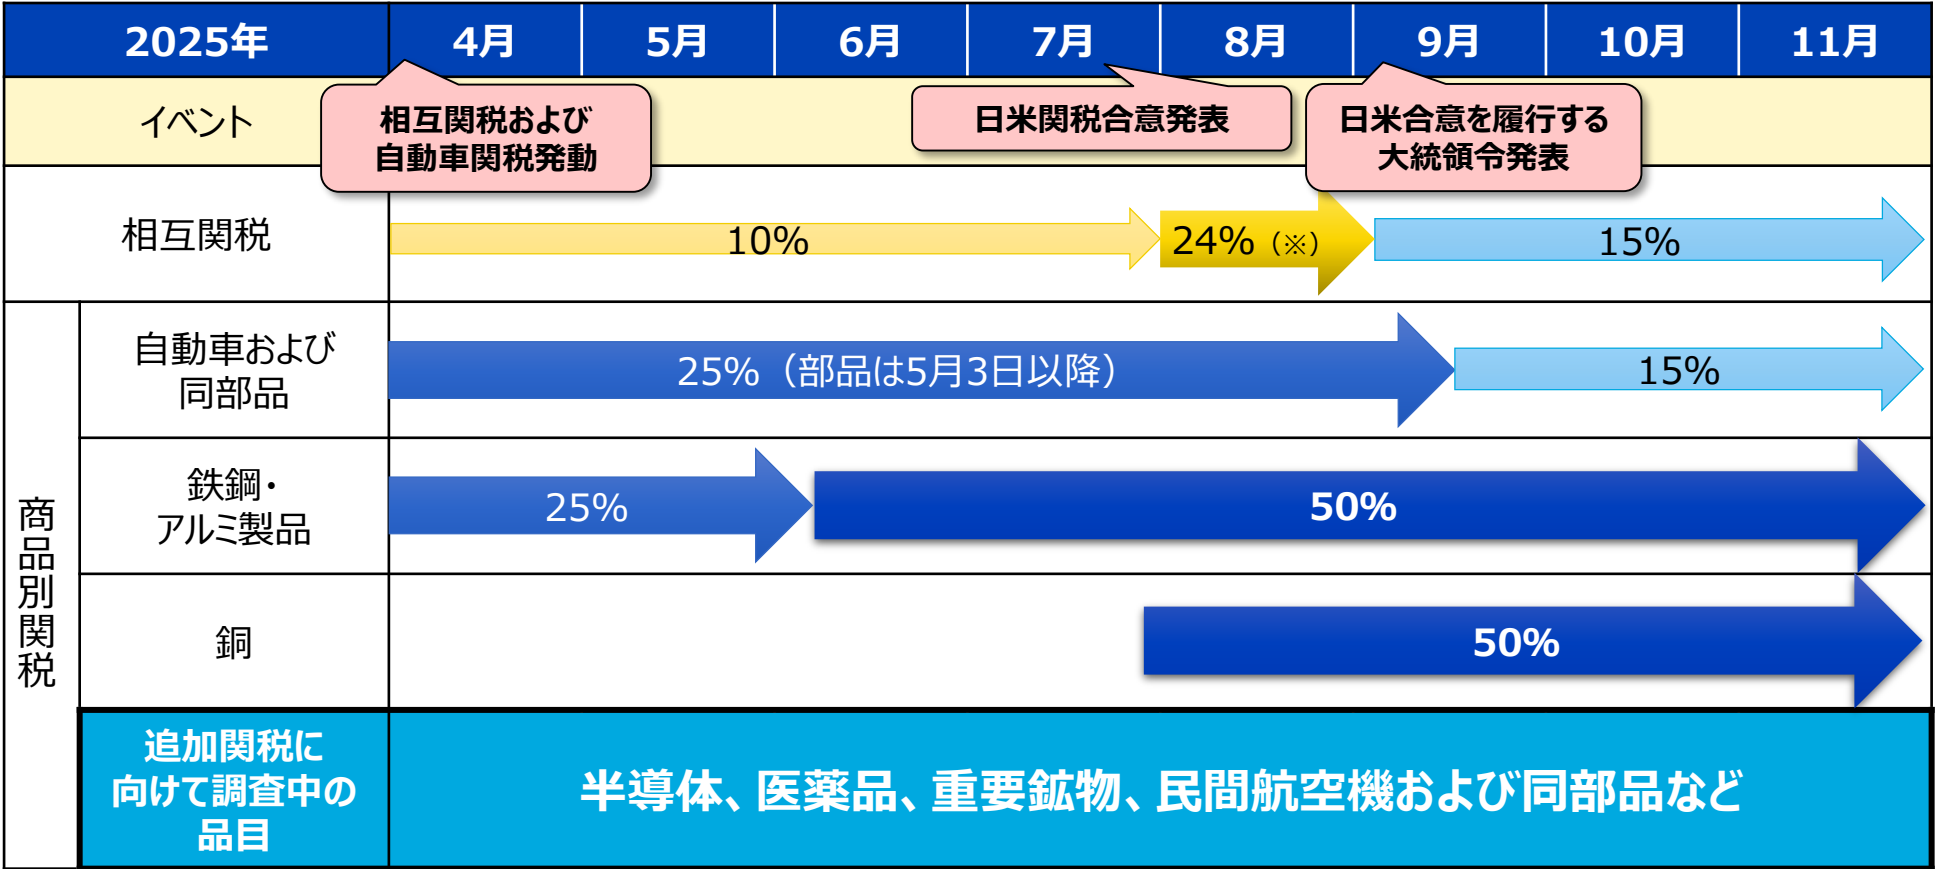 2025年
4月
5月
6月
7月
8月
9月
10月
11月
イベント
相互関税および
自動車関税発動
日米関税合意発表
日米合意を履行する
大統領令発表
相互関税
10%
24%（※）
15%
商品別関税
自動車および
同部品
25%（部品は5月3日以降）
15%
鉄鋼・
アルミ製品
25%
50%
銅
50%
追加関税に
向けて調査中の
品目
半導体、医薬品、重要鉱物、民間航空機および同部品など